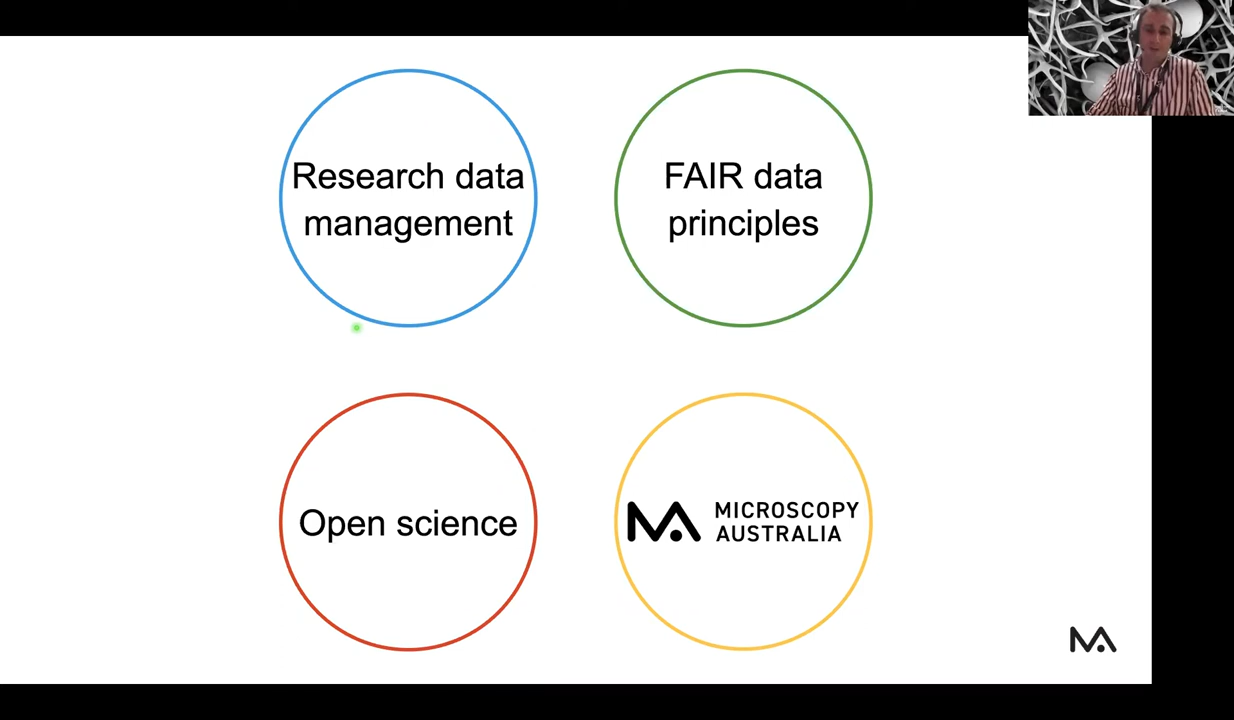 Research data
management
FAIR data
principles
Open science
MICROSCOPY
AUSTRALIA